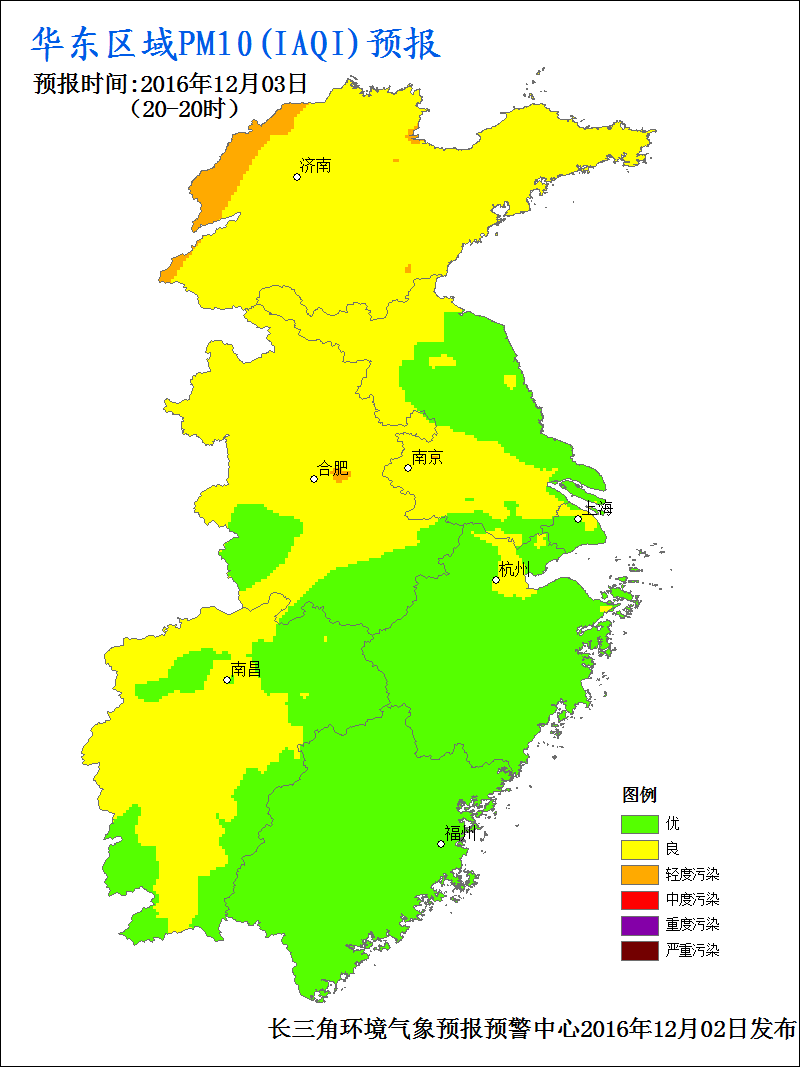 华东区域PM10(IAQI)预报
预报时间:2016年12月03日
（20-20时）
济南
合肥
南京
上海
杭州
南昌
福州
图例
优
良
轻度污染
中度污染
重度污染
严重污染
长三角环境气象预报预警中心2016年12月02日发布